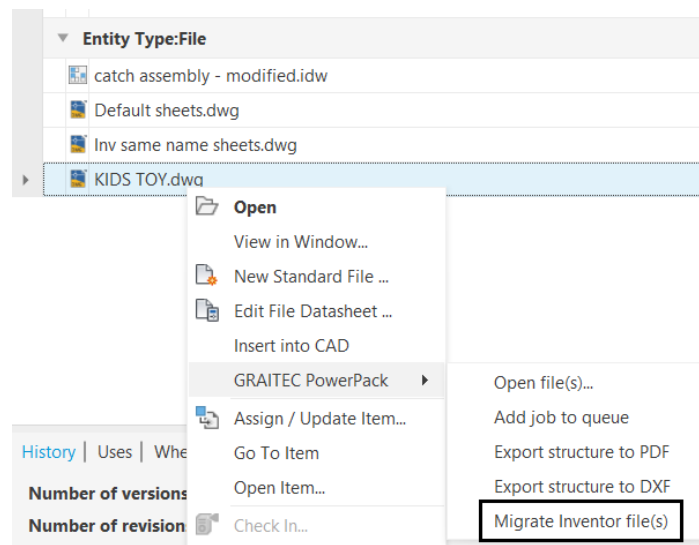 Entity Type:File
catch assembly - modified.idw
Default sheets.dwg
Inv same name sheets.dwg
KIDS TOY.dwg
Open
View in Window...
New Standard File ...
Edit File Datasheet ...
Insert into CAD
GRAITEC PowerPack
Open file(s)...
Add job to queue
Assign / Update Item...
Export structure to PDF
History | Uses | Whe
Go To Item
Export structure to DXF
Number of versions
Open Item...
Migrate Inventor file(s)
Number of revision
Check In...